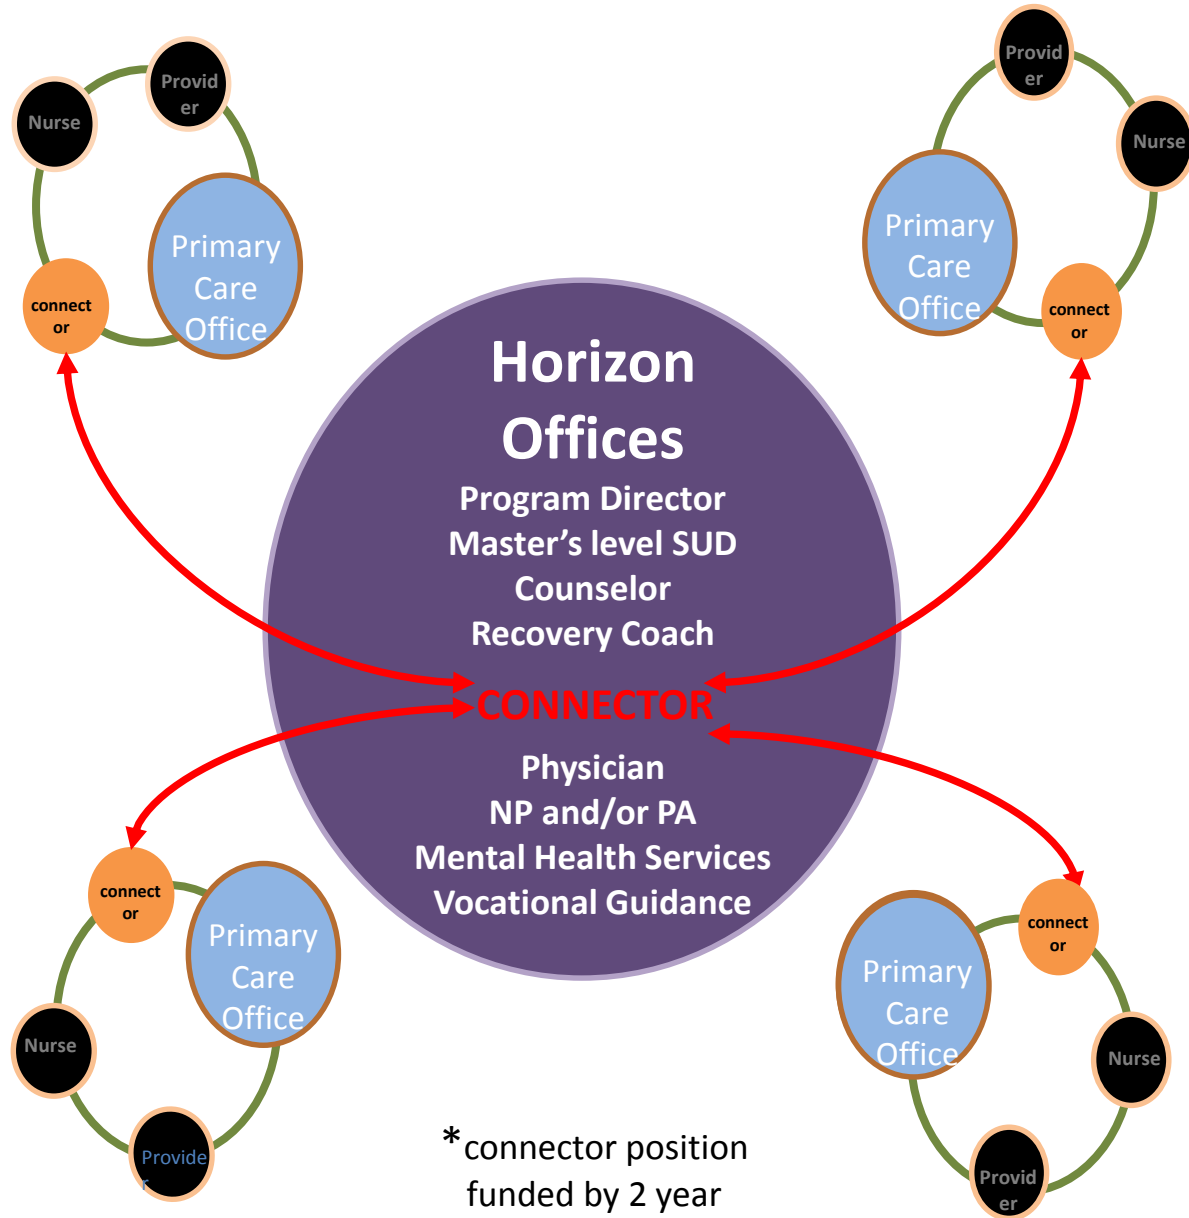 Provid
er
Nurse
Primary
Care
Office
connect
or
Provid
er
Nurse
Primary
Care
Office
connect
or
Horizon
Offices
Program Director
Master’s level SUD
Counselor
Recovery Coach
CONNECTOR
Physician
NP and/or PA
Mental Health Services
Vocational Guidance
connect
or
Primary
Care
Office
Nurse
Provide
r
connect
or
Primary
Care
Office
Nurse
Provid
er
*connector position
funded by 2 year